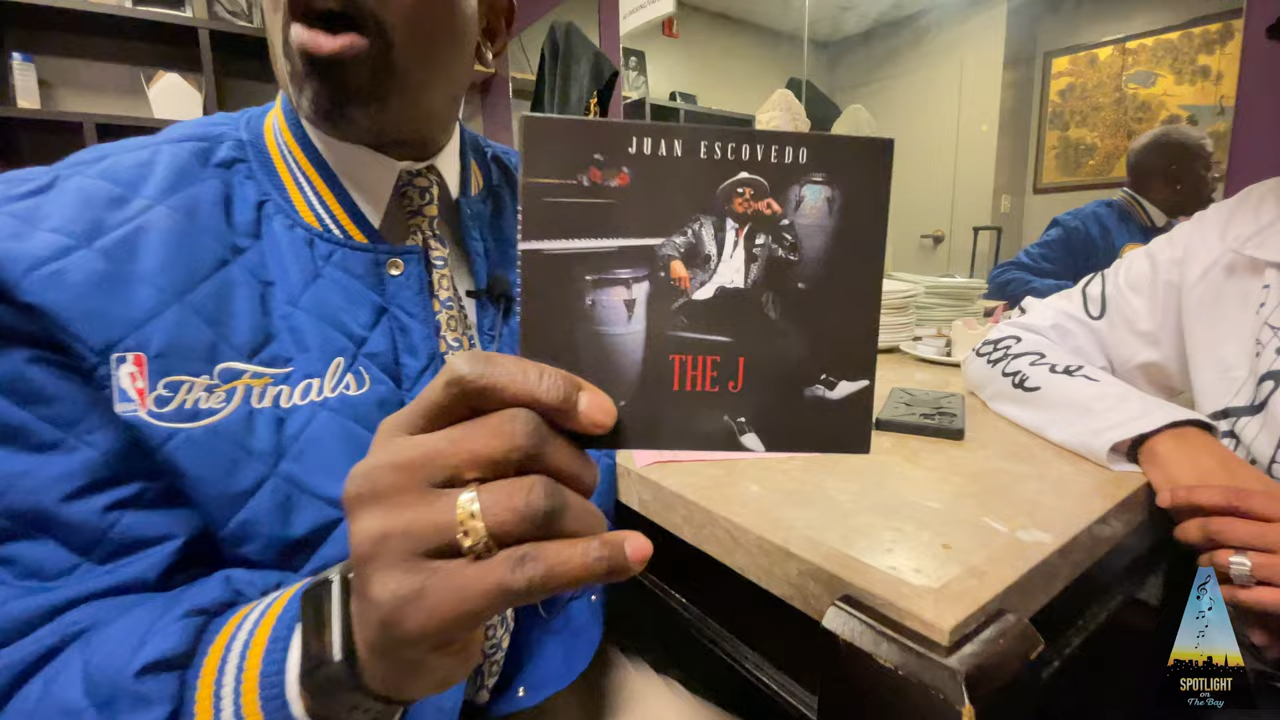 JUAN ESCOVEDO
THE J
The Finals
SPOTLIGHT
on
The Bay